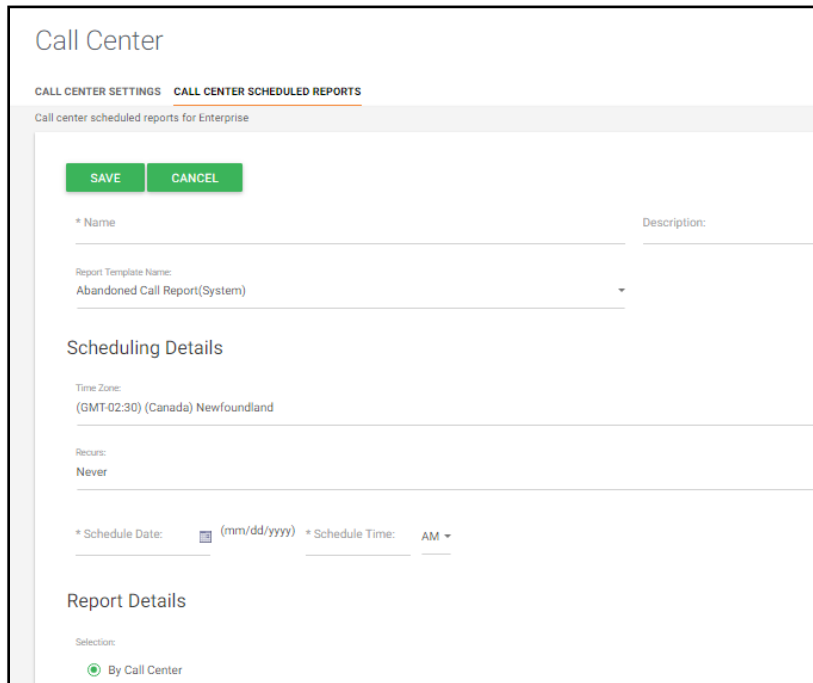 Call Center
CALL CENTER SETTINGS CALL CENTER SCHEDULED REPORTS
Call center scheduled reports for Enterprise
SAVE CANCEL
* Name Description:
Report Template Name:
Abandoned Call Report(System)
Scheduling Details
Time Zone:
(GMT-02:30) (Canada) Newfoundland
Recurs:
Never
* Schedule Date: (mm/dd/yyyy) * Schedule Time: AM
Report Details
Selection:
By Call Center